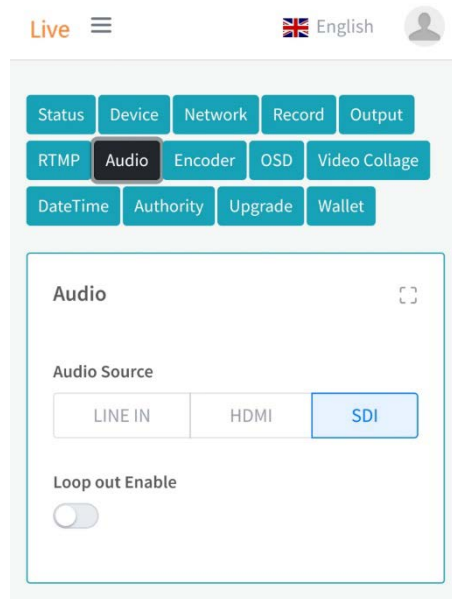 Live English
Status Device Network Record Output
RTMP Audio Encoder OSD Video Collage
DateTime Authority Upgrade Wallet
Audio
Audio Source
LINE IN HDMI SDI
Loop out Enable